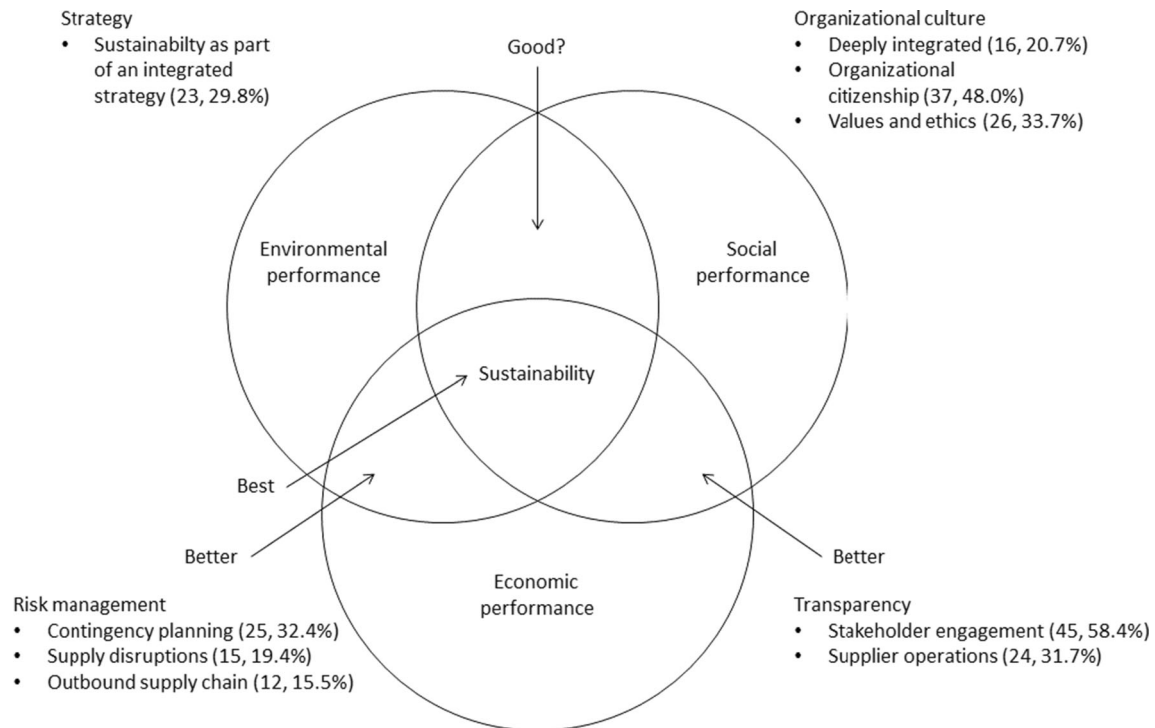 Strategy
• Sustainabilty as part
of an integrated
strategy (23, 29.8%)
Good?
Organizational culture
• Deeply integrated (16, 20.7%)
• Organizational
citizenship (37, 48.0%)
• Values and ethics (26, 33.7%)
Environmental
performance
Social
performance
Sustainability
Best
Better
Better
Economic
performance
Risk management
• Contingency planning (25, 32.4%)
• Supply disruptions (15, 19.4%)
• Outbound supply chain (12, 15.5%)
Transparency
• Stakeholder engagement (45, 58.4%)
• Supplier operations (24, 31.7%)